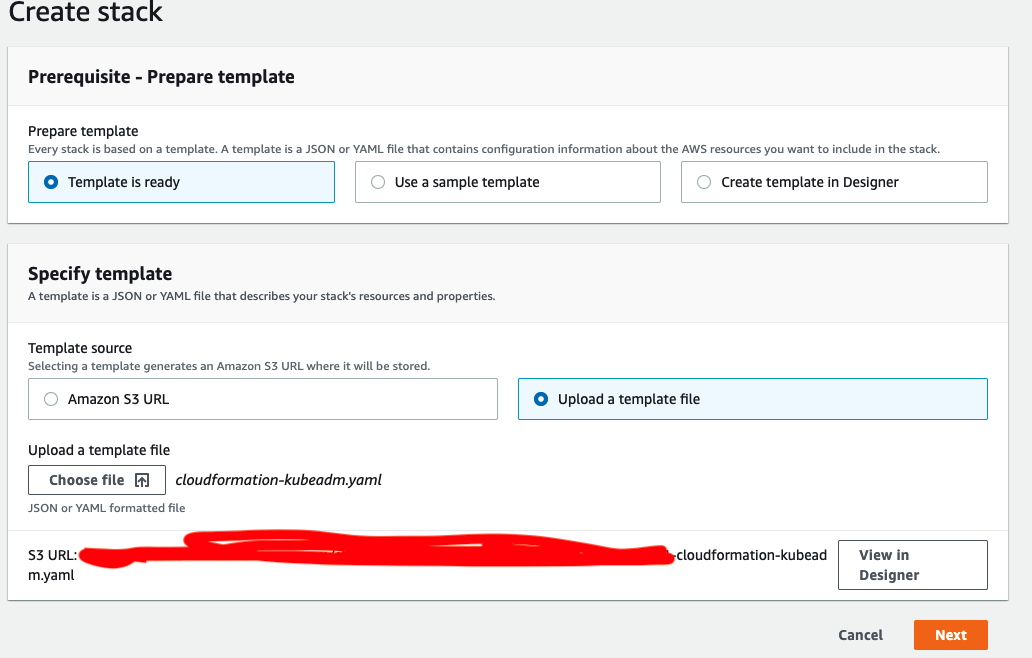 Create stack
Prerequisite - Prepare template
Prepare template
Every stack is based on a template. A template is a JSON or YAML file that contains configuration information about the AWS resources you want to include in the stack.
Template is ready
Use a sample template
Create template in Designer
Specify template
A template is a JSON or YAML file that describes your stack's resources and properties.
Template source
Selecting a template generates an Amazon S3 URL where it will be stored.
Amazon S3 URL
Upload a template file
Upload a template file
Choose file
cloudformation-kubeadm.yaml
JSON or YAML formatted file
S3 URL: -cloudformation-kubead
m.yaml
View in
Designer
Cancel
Next